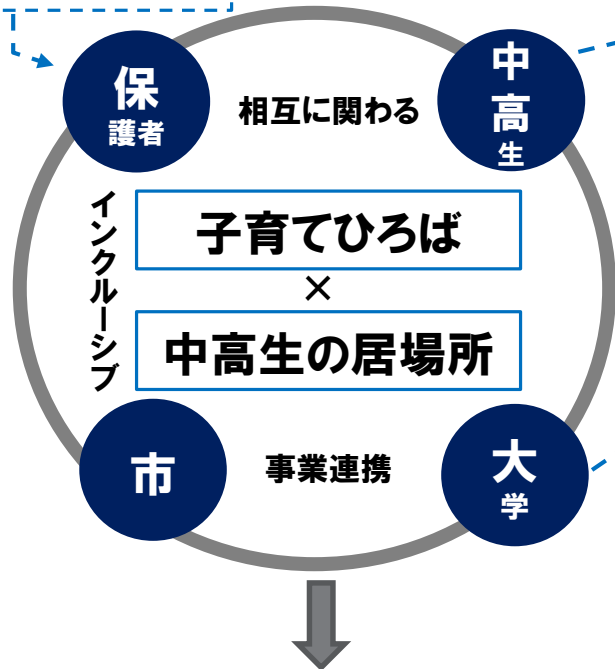 保
護者
中
高
生
相互に関わる
インクルーシブ
子育てひろば
×
中高生の居場所
市
事業連携
大
学